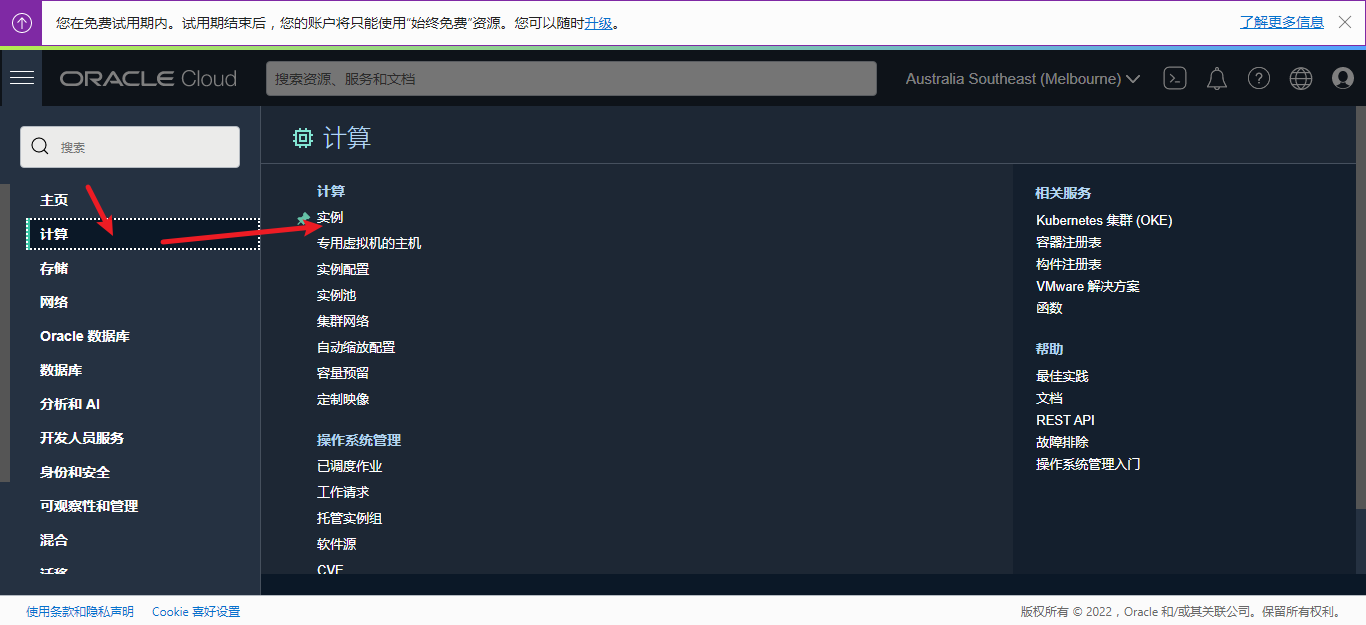 您在免费试用期内。试用期结束后，您的账户将只能使用“始终免费”资源。您可以随时升级。
了解更多信息
ORACLE Cloud
搜索资源、服务和文档
Australia Southeast (Melbourne)
搜索
主页
计算
存储
网络
Oracle 数据库
数据库
分析和 AI
开发人员服务
身份和安全
可观察性和管理
混合
迁移
计算
计算
实例
专用虚拟机的主机
实例配置
实例池
集群网络
自动缩放配置
容量预留
定制映像
操作系统管理
已调度作业
工作请求
托管实例组
软件源
CVE
相关服务
Kubernetes 集群 (OKE)
容器注册表
构件注册表
VMware 解决方案
函数
帮助
最佳实践
文档
REST API
故障排除
操作系统管理入门
使用条款和隐私声明
Cookie 喜好设置
版权所有 © 2022，Oracle 和/或其关联公司。保留所有权利。